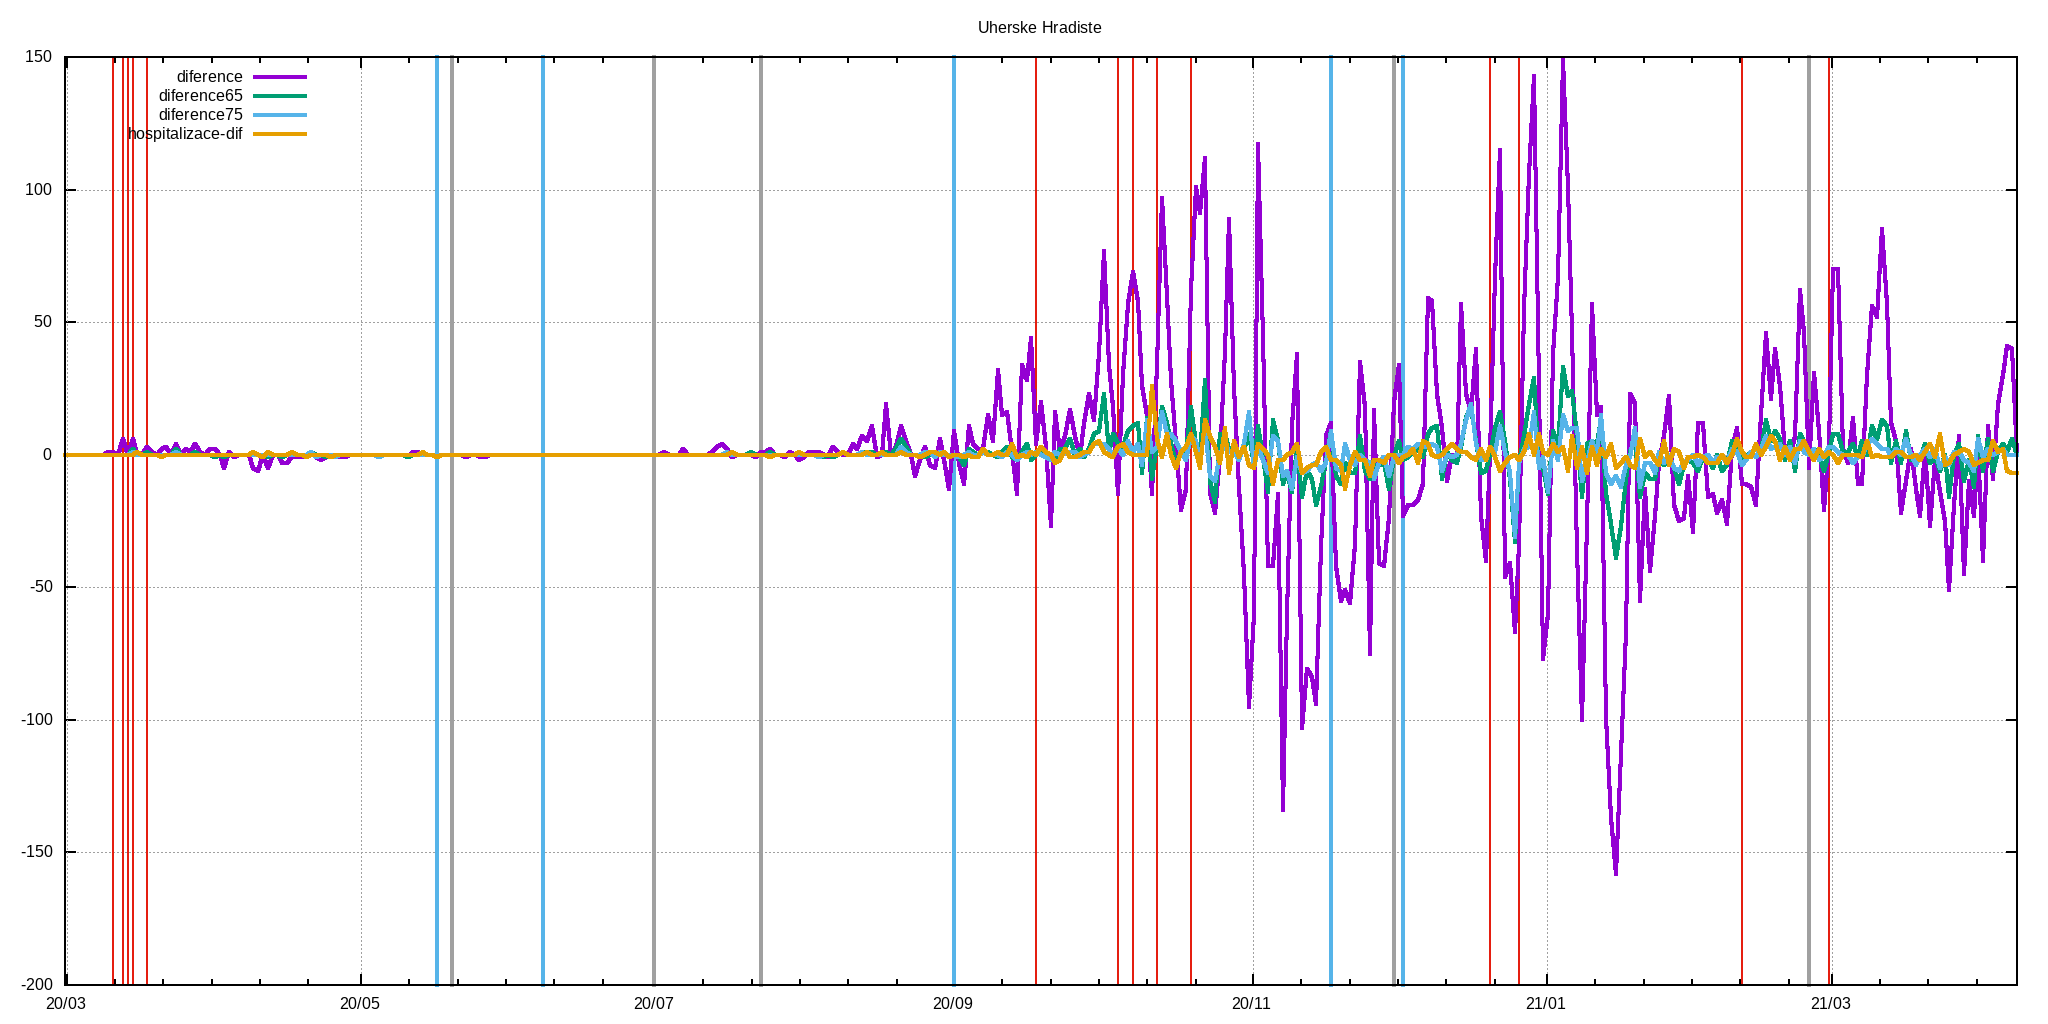 Uherske Hradiste
150
100
50
0
-50
-100
-150
-200
diference
diference65
diference75
hospitalizace-dif
20/03 20/05 20/07 20/09 20/11 21/01 21/03